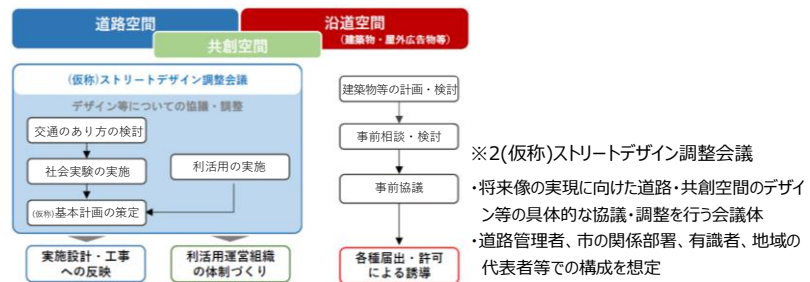 道路空間
沿道空間
(建築物・屋外広告物等)
共創空間
(仮称)ストリートデザイン調整会議
デザイン等についての協議・調整
交通のあり方の検討
社会実験の実施
利活用の実施
(仮称)基本計画の策定
実施設計・工事
への反映
利活用運営組織
の体制づくり
建築物等の計画・検討
事前相談・検討
事前協議
各種届出・許可
による誘導
※2(仮称)ストリートデザイン調整会議
・将来像の実現に向けた道路・共創空間のデザイ
ン等の具体的な協議・調整を行う会議体
・道路管理者、市の関係部署、有識者、地域の
代表者等での構成を想定